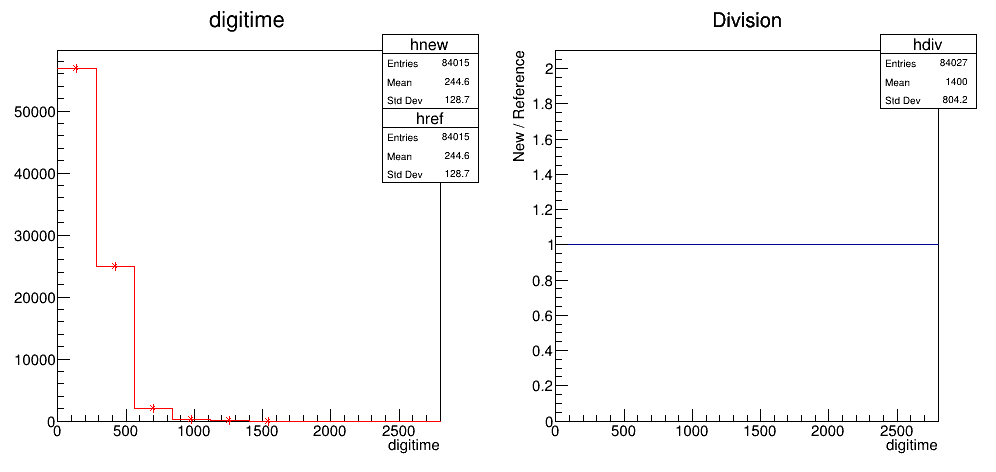 digitime
hnew
Entries 84015
Mean 244.6
Std Dev 128.7
href
Entries 84015
Mean 244.6
Std Dev 128.7
50000
40000
30000
20000
10000
0
0 500 1000 1500 2000 2500
digitime
Division
hdiv
Entries 84027
Mean 1400
Std Dev 804.2
New / Reference
2
1.8
1.6
1.4
1.2
1
0.8
0.6
0.4
0.2
0
0 500 1000 1500 2000 2500
digitime